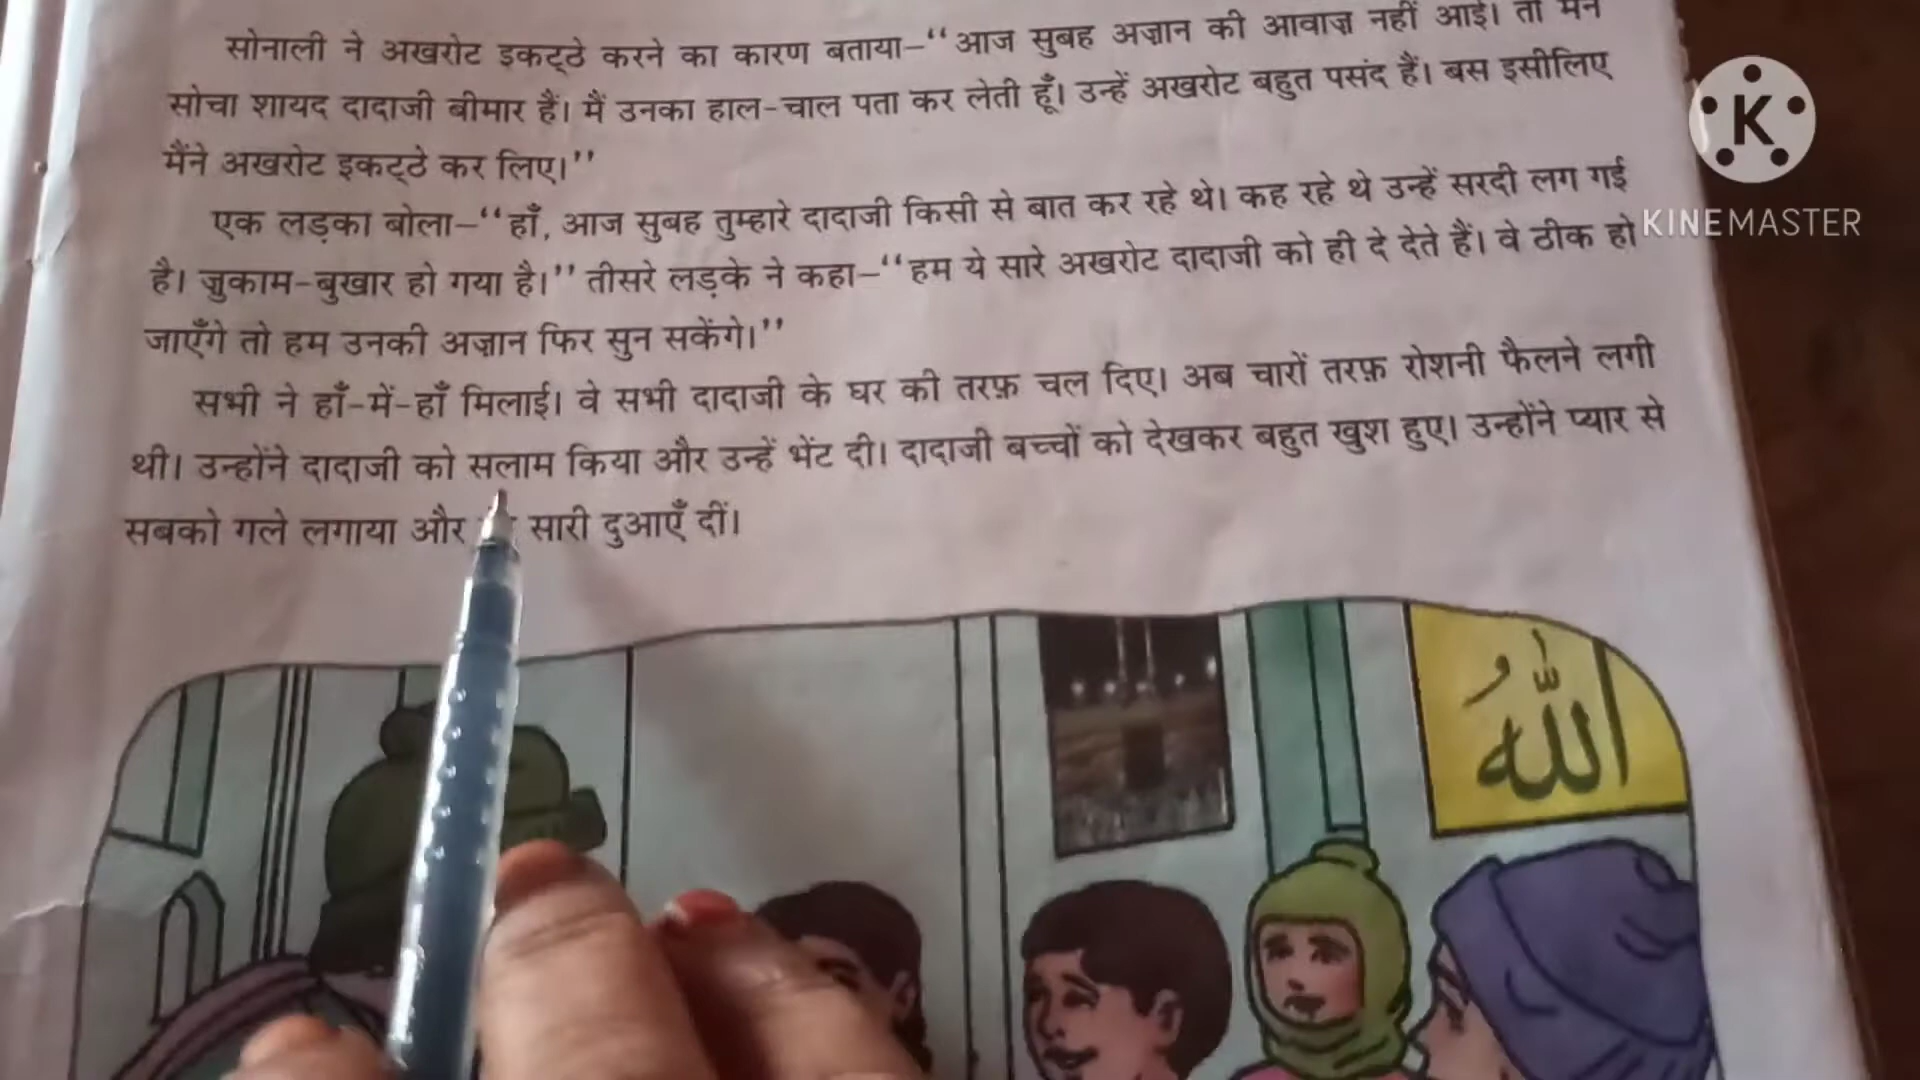 सोनाली ने अखरोट इकट्ठे करने का कारण बताया–“आज सुबह अज़ान की आवाज़ नहीं आई। तो मैंने
सोचा शायद दादाजी बीमार हैं। मैं उनका हाल-चाल पता कर लेती हूँ। उन्हें अखरोट बहुत पसंद हैं। बस इसीलिए
मैंने अखरोट इकट्ठे कर लिए।”
एक लड़का बोला–“हाँ, आज सुबह तुम्हारे दादाजी किसी से बात कर रहे थे। कह रहे थे उन्हें सरदी लग गई
है। ज़ुकाम-बुखार हो गया है।” तीसरे लड़के ने कहा–“हम ये सारे अखरोट दादाजी को ही दे देते हैं। वे ठीक हो
जाएँगे तो हम उनकी अज़ान फिर सुन सकेंगे।”
सभी ने हाँ-में-हाँ मिलाई। वे सभी दादाजी के घर की तरफ़ चल दिए। अब चारों तरफ़ रोशनी फैलने लगी
थी। उन्होंने दादाजी को सलाम किया और उन्हें भेंट दी। दादाजी बच्चों को देखकर बहुत खुश हुए। उन्होंने प्यार से
सबको गले लगाया और सारी दुआएँ दीं।
K
KINEMASTER
اللّٰهُ